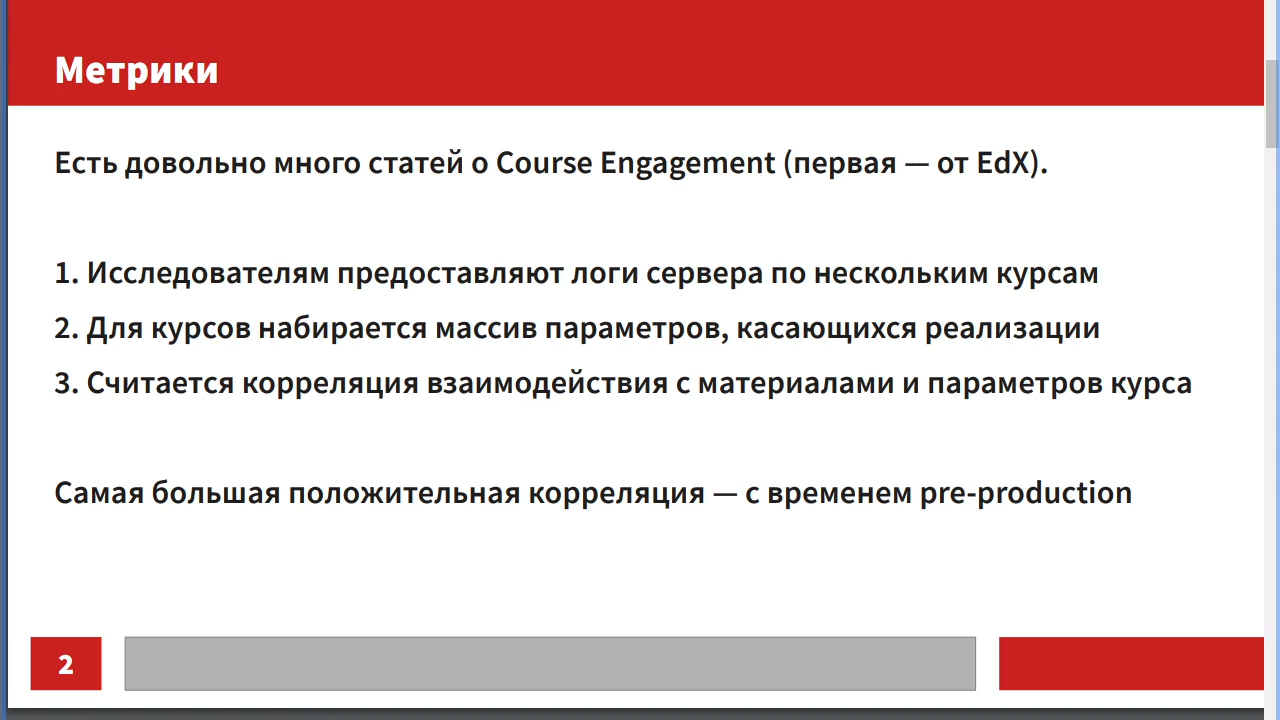 Метрики
Есть довольно много статей о Course Engagement (первая — от EdX).
1. Исследователям предоставляют логи сервера по нескольким курсам
2. Для курсов набирается массив параметров, касающихся реализации
3. Считается корреляция взаимодействия с материалами и параметров курса
Самая большая положительная корреляция — с временем pre-production
2